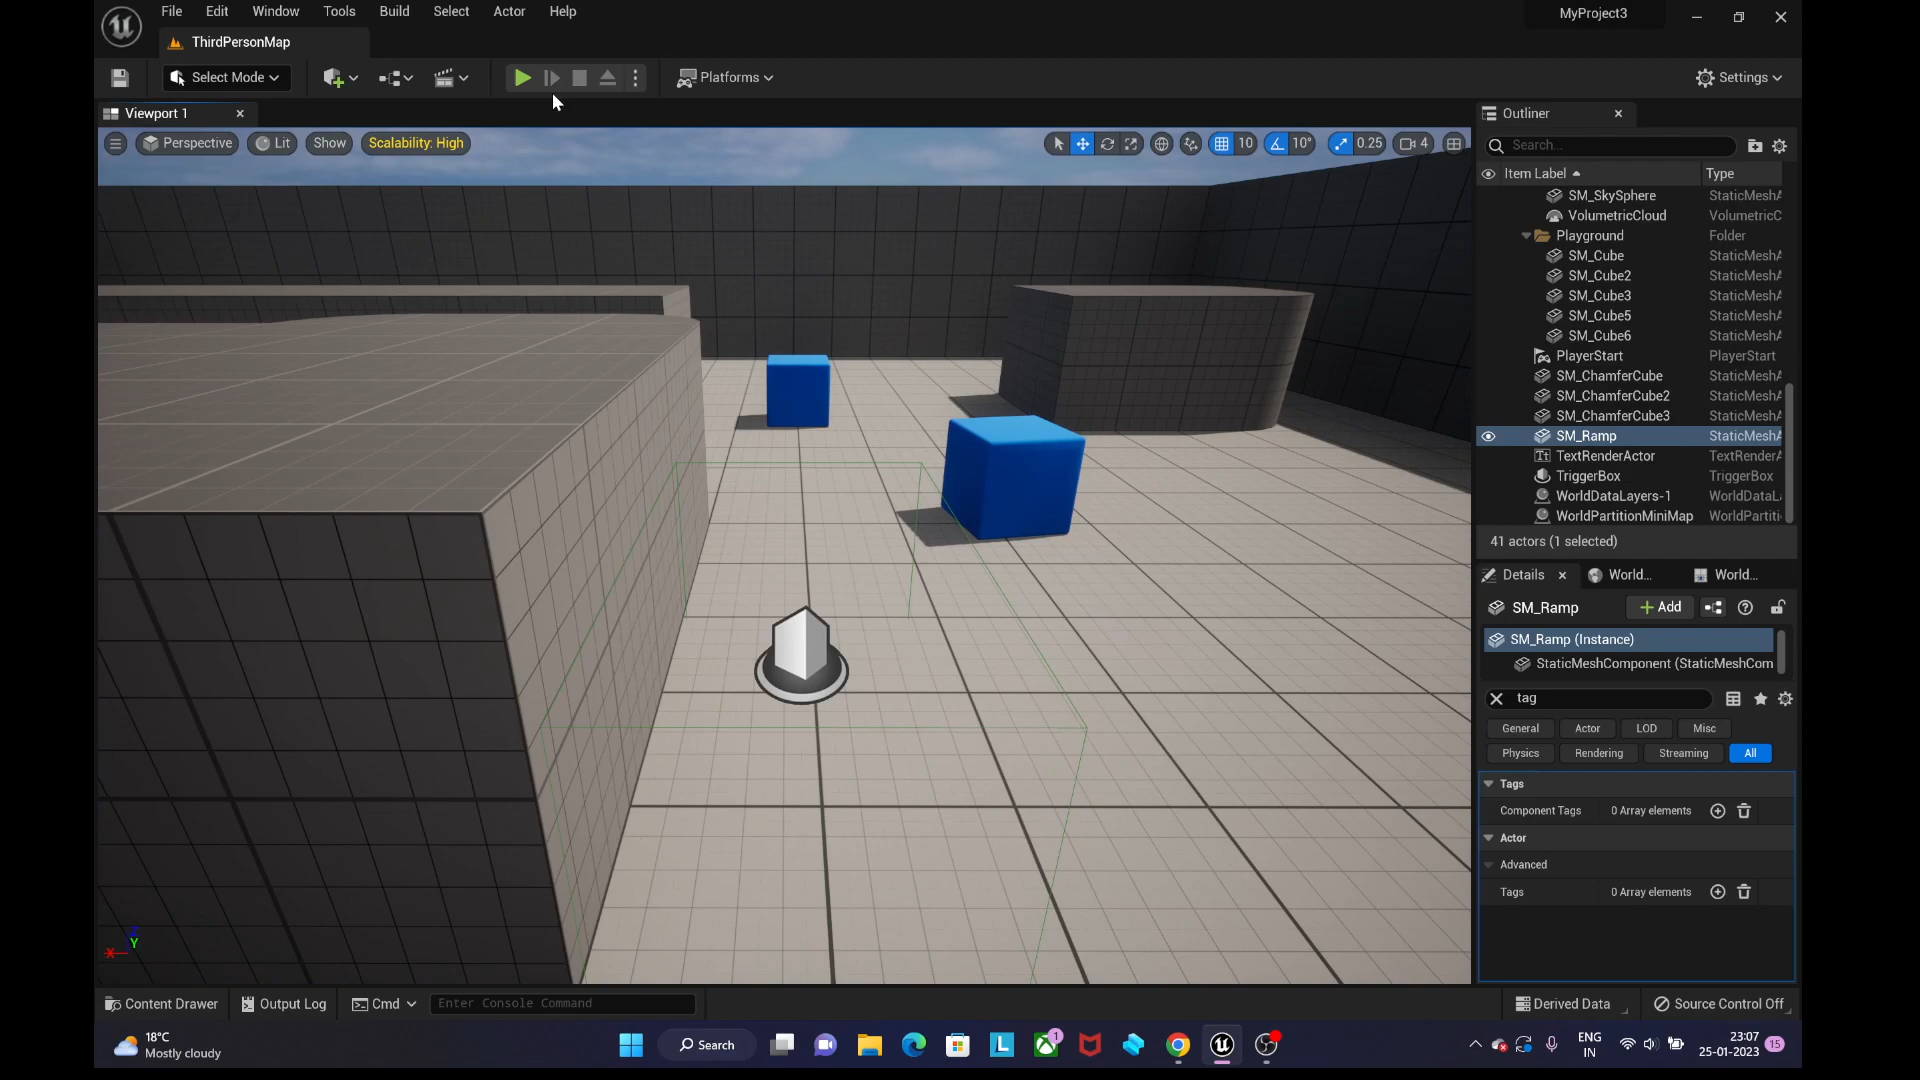 File Edit Window Tools Build Select Actor Help
MyProject3
ThirdPersonMap
Select Mode
Platforms
Settings
Viewport 1
Outliner
Perspective Lit Show Scalability: High
10 10° 0.25 4
Search...
Item Label Type
SM_SkySphere StaticMeshA
VolumetricCloud VolumetricC
Playground Folder
SM_Cube StaticMeshA
SM_Cube2 StaticMeshA
SM_Cube3 StaticMeshA
SM_Cube5 StaticMeshA
SM_Cube6 StaticMeshA
PlayerStart PlayerStart
SM_ChamferCube StaticMeshA
SM_ChamferCube2 StaticMeshA
SM_ChamferCube3 StaticMeshA
SM_Ramp StaticMeshA
TextRenderActor TextRenderA
TriggerBox TriggerBox
WorldDataLayers-1 WorldDataL
WorldPartitionMiniMap WorldPartiti
41 actors (1 selected)
Details World... World...
SM_Ramp Add
SM_Ramp (Instance)
StaticMeshComponent (StaticMeshCom
tag
General Actor LOD Misc
Physics Rendering Streaming All
Tags
Component Tags 0 Array elements
Actor
Advanced
Tags 0 Array elements
X Y Z
Content Drawer Output Log Cmd Enter Console Command
Derived Data Source Control Off
18°C
Mostly cloudy
Search
L
1
ENG
IN
23:07
25-01-2023
15